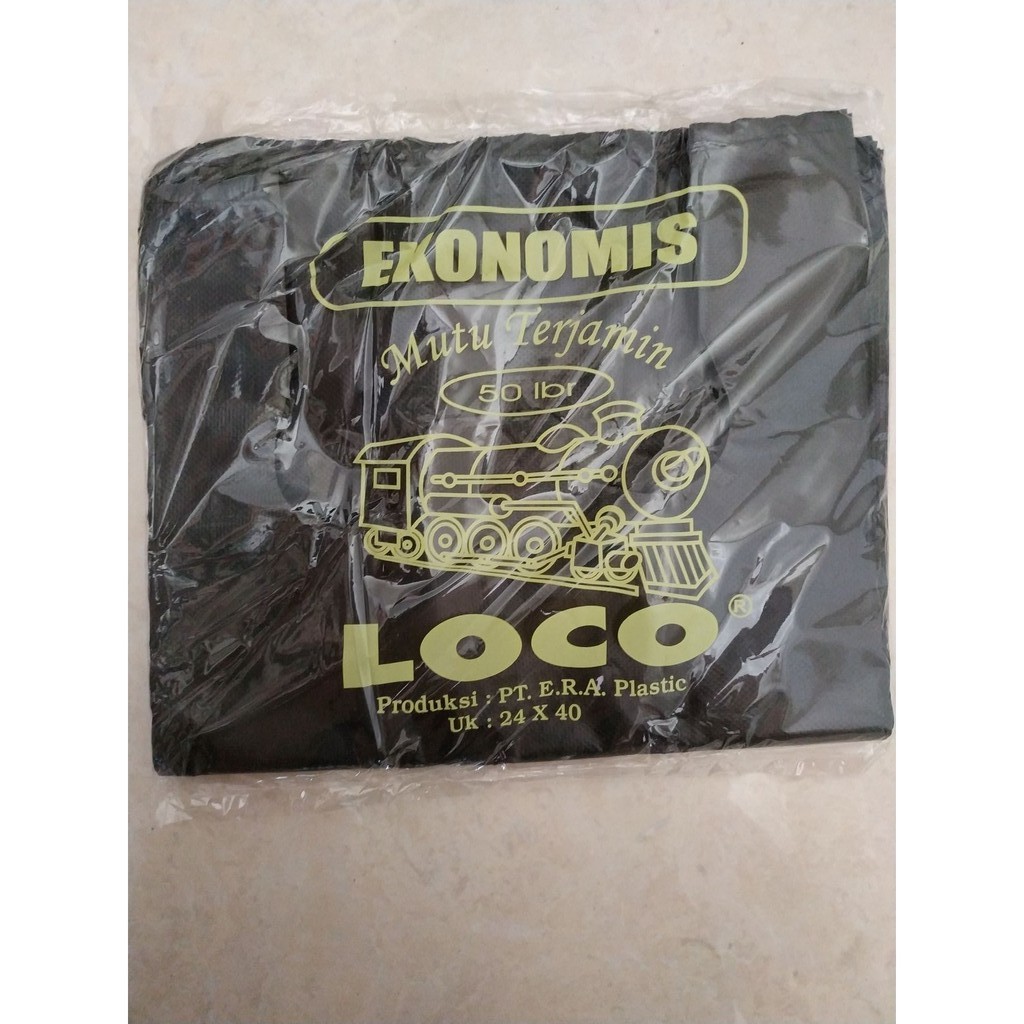 EKONOMIS
Mutu Terjamin
50 lbr
LOCO ®
Produksi : PT. E.R.A. Plastic
Uk : 24 X 40